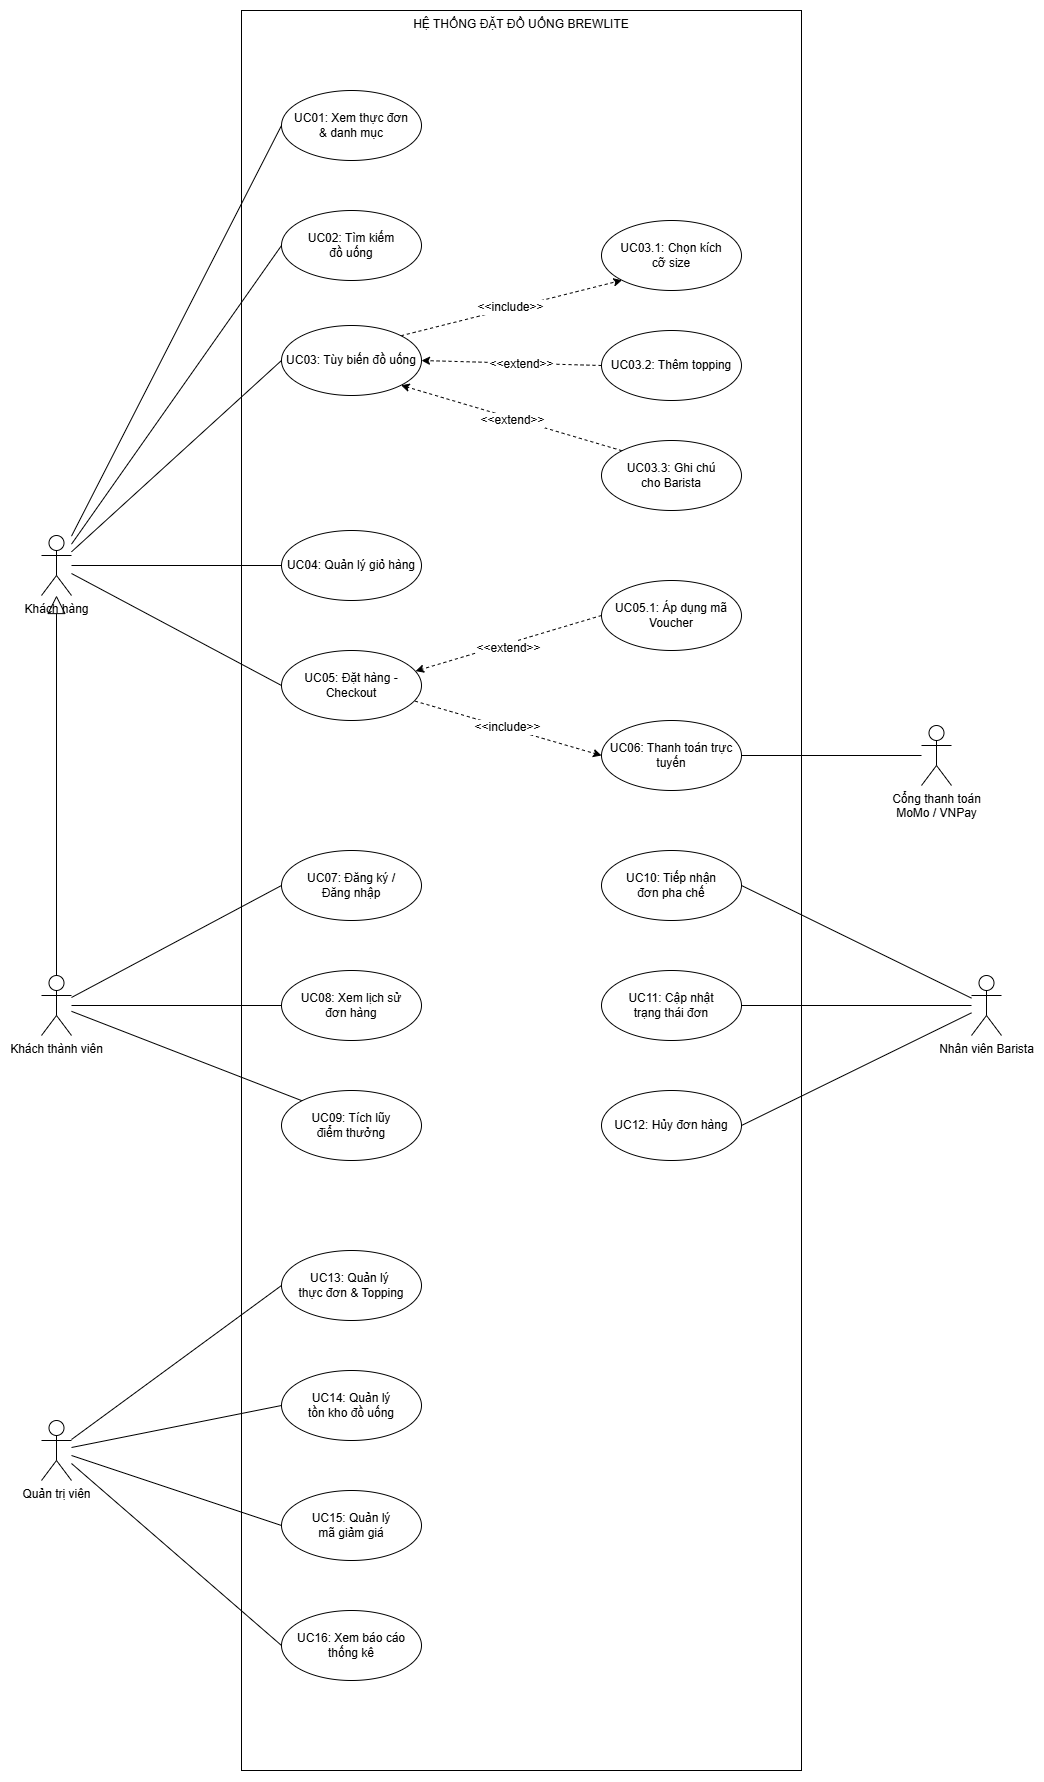 HỆ THỐNG ĐẶT ĐỒ UỐNG BREWLITE
UC01: Xem thực đơn
& danh mục
UC02: Tìm kiếm
đồ uống
UC03.1: Chọn kích
cỡ size
<<include>>
UC03: Tùy biến đồ uống
<<extend>>
UC03.2: Thêm topping
<<extend>>
UC03.3: Ghi chú
cho Barista
Khách hàng
UC04: Quản lý giỏ hàng
UC05.1: Áp dụng mã
Voucher
<<extend>>
UC05: Đặt hàng -
Checkout
<<include>>
UC06: Thanh toán trực
tuyến
Cổng thanh toán
MoMo / VNPay
UC07: Đăng ký /
Đăng nhập
UC10: Tiếp nhận
đơn pha chế
UC08: Xem lịch sử
đơn hàng
UC11: Cập nhật
trạng thái đơn
Khách thành viên
Nhân viên Barista
UC09: Tích lũy
điểm thưởng
UC12: Hủy đơn hàng
UC13: Quản lý
thực đơn & Topping
UC14: Quản lý
tồn kho đồ uống
Quản trị viên
UC15: Quản lý
mã giảm giá
UC16: Xem báo cáo
thống kê